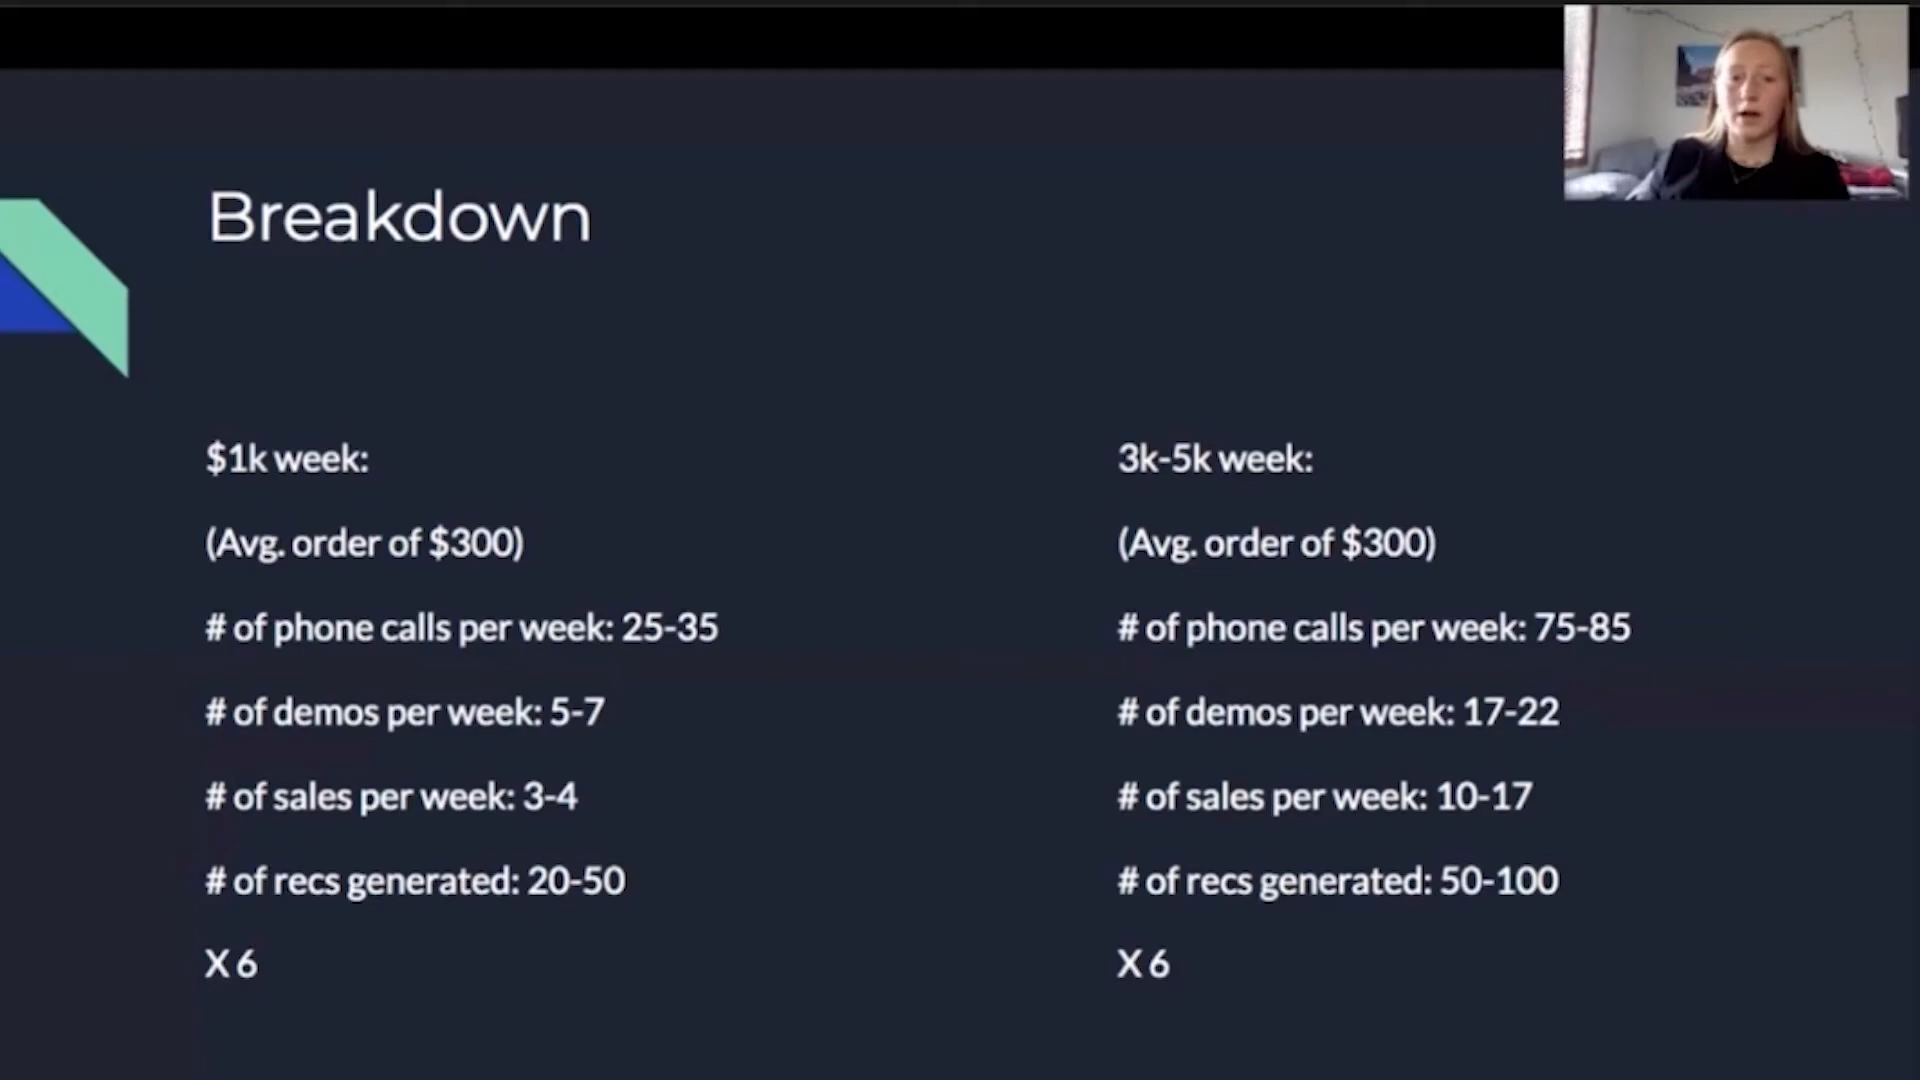 Breakdown
$1k week:
(Avg. order of $300)
# of phone calls per week: 25-35
# of demos per week: 5-7
# of sales per week: 3-4
# of recs generated: 20-50
X 6
3k-5k week:
(Avg. order of $300)
# of phone calls per week: 75-85
# of demos per week: 17-22
# of sales per week: 10-17
# of recs generated: 50-100
X 6